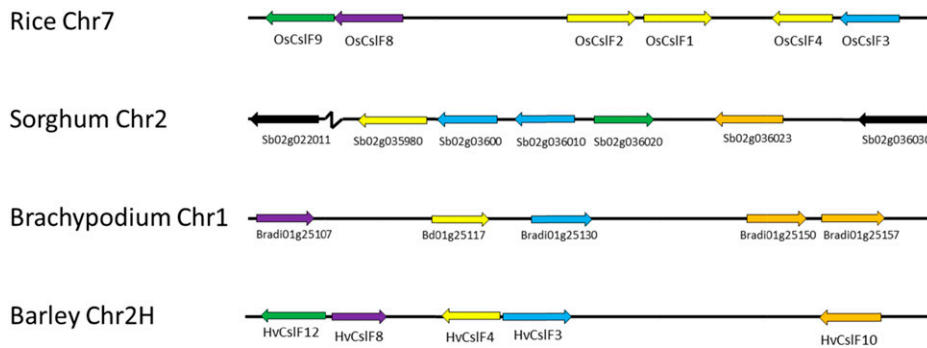 Rice Chr7
OsCslF9 OsCslF8 OsCslF2 OsCslF1 OsCslF4 OsCslF3
Sorghum Chr2
Sb02g022011 Sb02g035980 Sb02g03600 Sb02g036010 Sb02g036020 Sb02g036023 Sb02g036030
Brachypodium Chr1
Bradi01g25107 Bd01g25117 Bradi01g25130 Bradi01g25150 Bradi01g25157
Barley Chr2H
HvCslF12 HvCslF8 HvCslF4 HvCslF3 HvCslF10